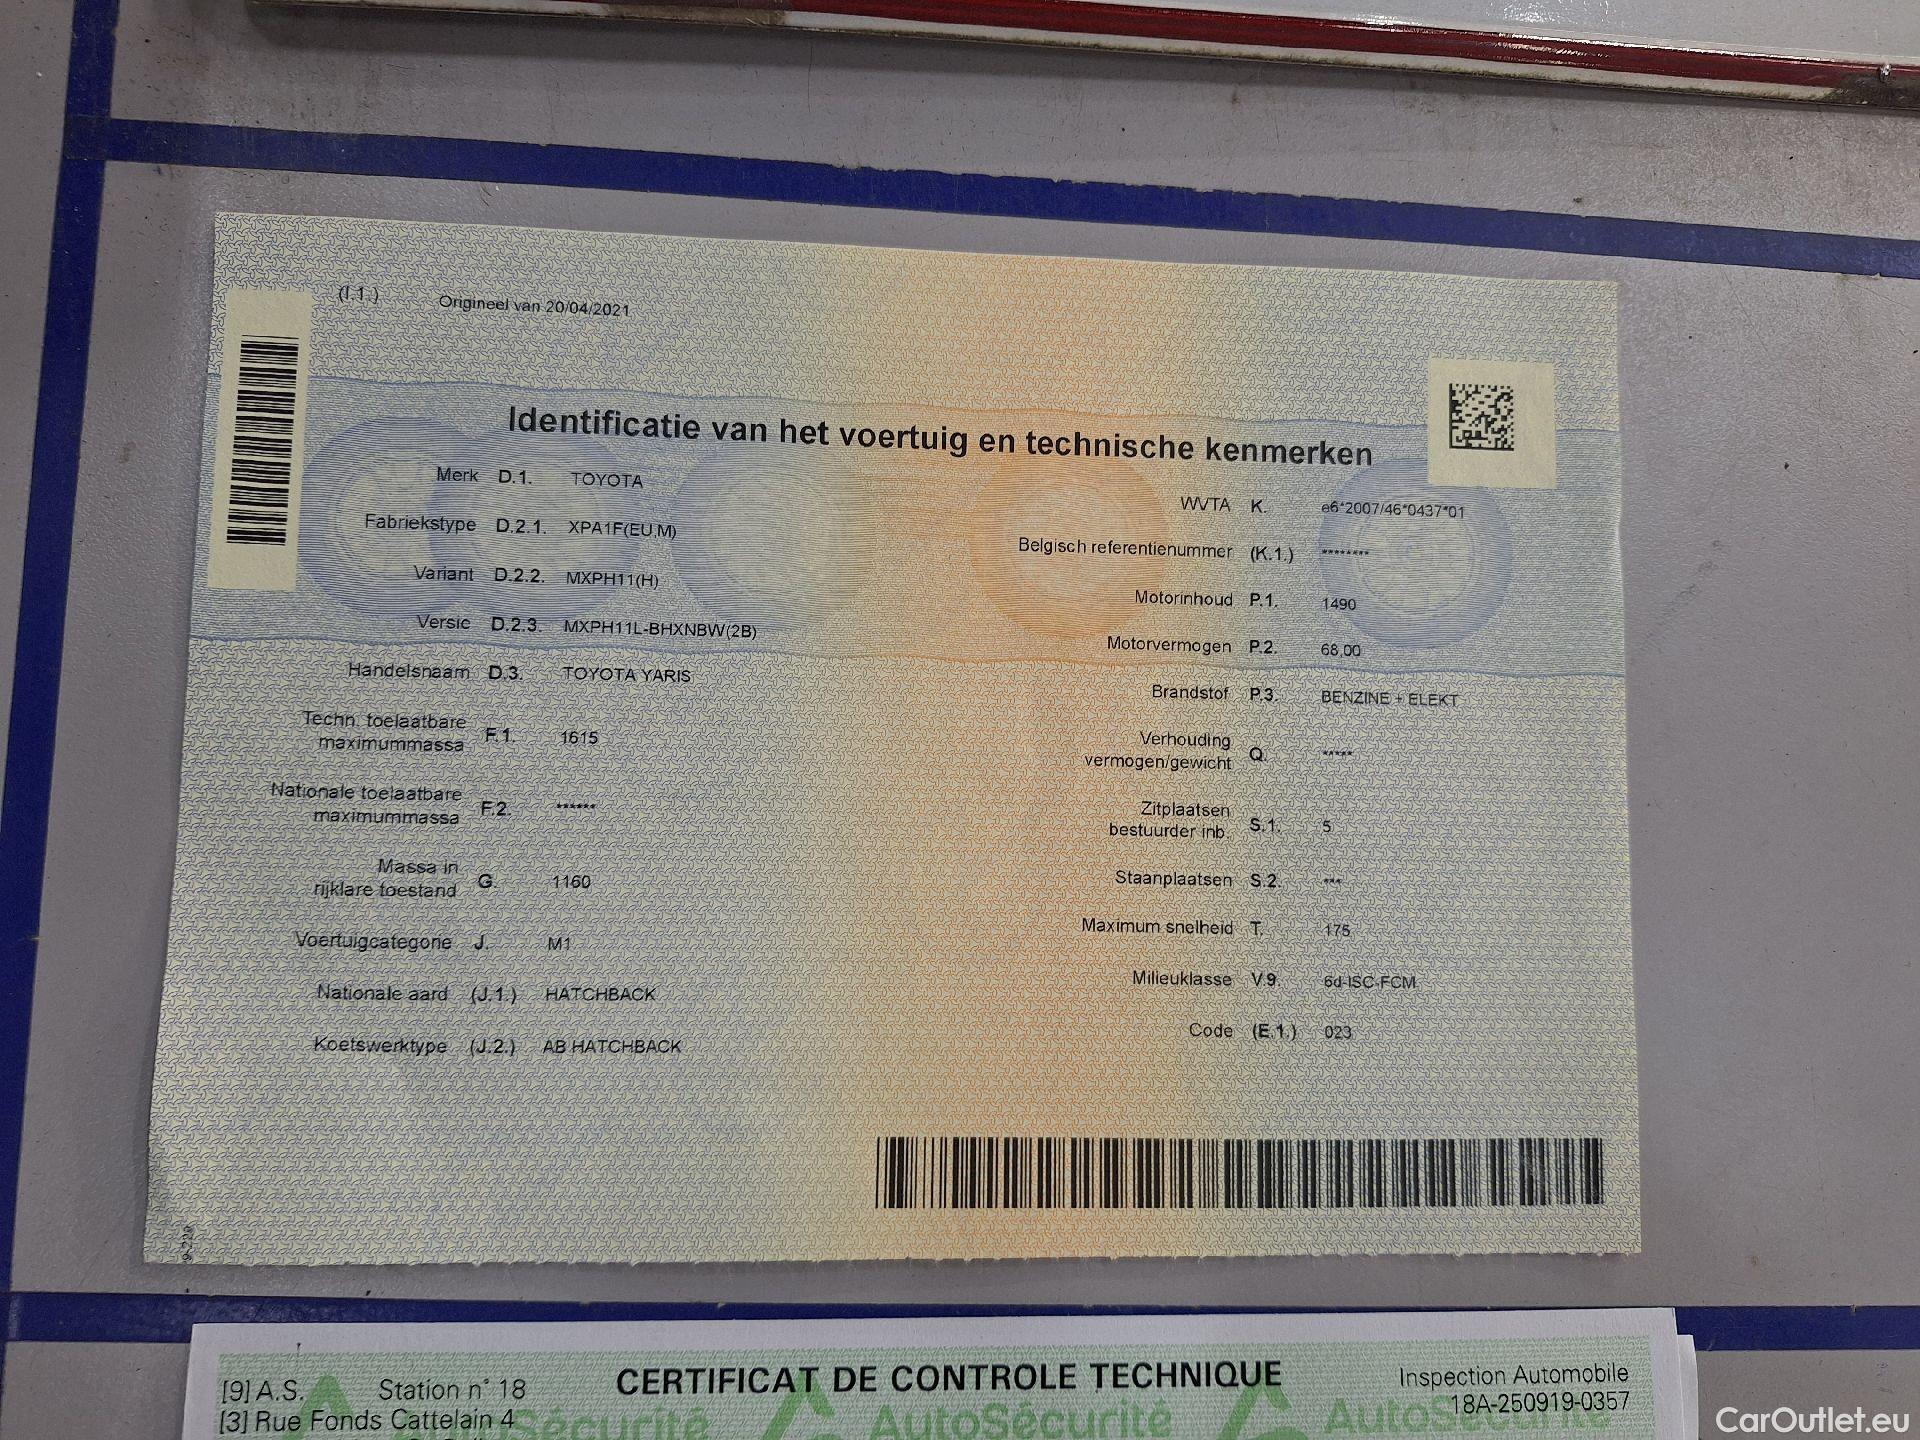 (I.1.) Origineel van 20/04/2021
Identificatie van het voertuig en technische kenmerken
Merk D.1. TOYOTA
Fabriekstype D.2.1. XPA1F(EU,M)
Variant D.2.2. MXPH11(H)
Versie D.2.3. MXPH11L-BHXNBW(2B)
Handelsnaam D.3. TOYOTA YARIS
Techn. toelaatbare
maximummassa F.1. 1615
Nationale toelaatbare
maximummassa F.2. ******
Massa in
rijklare toestand G. 1160
Voertuigcategorie J. M1
Nationale aard (J.1.) HATCHBACK
Koetswerktype (J.2.) AB HATCHBACK
WVTA K. e6*2007/46*0437*01
Belgisch referentienummer (K.1.) ********
Motorinhoud P.1. 1490
Motorvermogen P.2. 68,00
Brandstof P.3. BENZINE + ELEKT
Verhouding
vermogen/gewicht Q. *****
Zitplaatsen
bestuurder inb. S.1. 5
Staanplaatsen S.2. ***
Maximum snelheid T. 175
Milieuklasse V.9. 6d-ISC-FCM
Code (E.1.) 023
9-229
CERTIFICAT DE CONTROLE TECHNIQUE
[9] A.S. Station n° 18
[3] Rue Fonds Cattelain 4
Inspection Automobile
18A-250919-0357
AutoSécurité
CarOutlet.eu